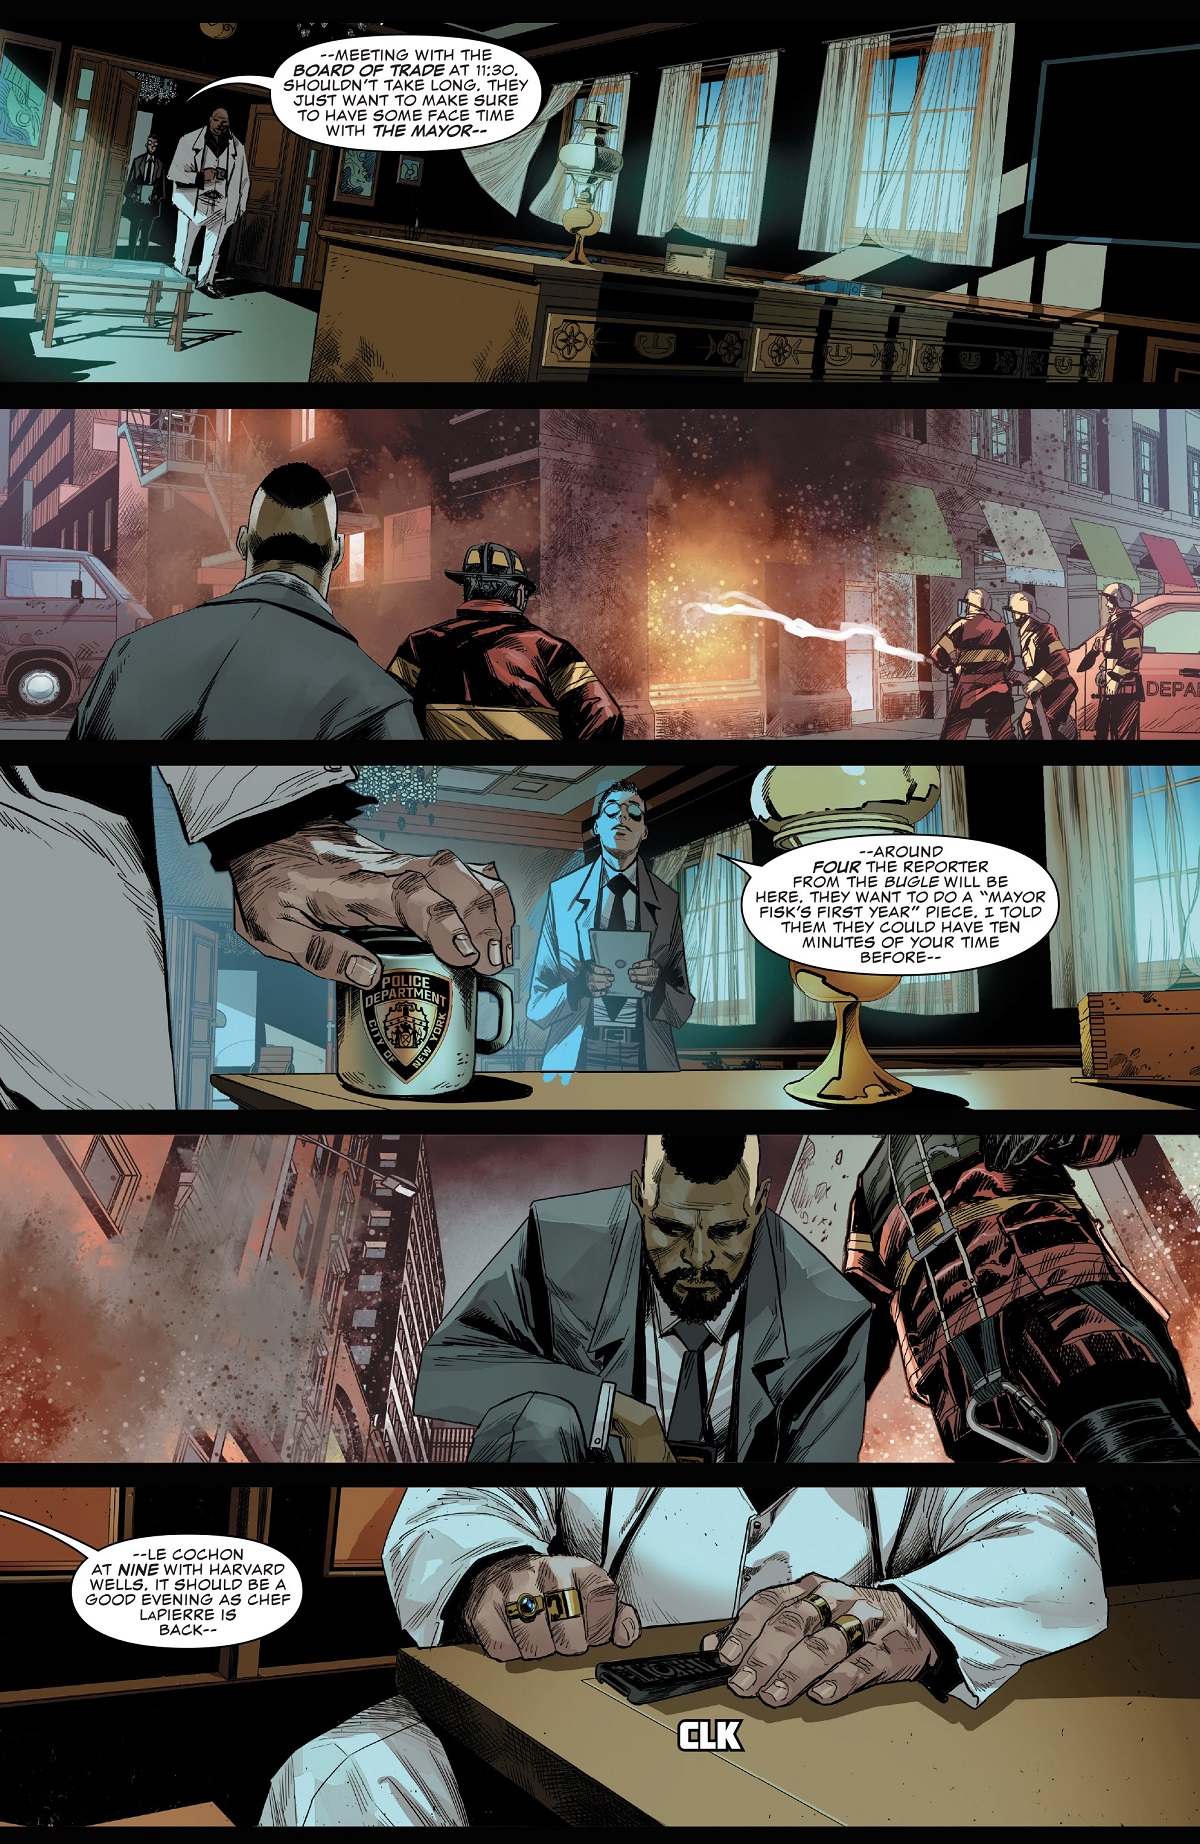 --MEETING WITH THE
BOARD OF TRADE AT 11:30.
SHOULDN'T TAKE LONG. THEY
JUST WANT TO MAKE SURE
TO HAVE SOME FACE TIME
WITH THE MAYOR--
DEPAR
--AROUND
FOUR THE REPORTER
FROM THE BUGLE WILL BE
HERE. THEY WANT TO DO A "MAYOR
FISK'S FIRST YEAR" PIECE. I TOLD
THEM THEY COULD HAVE TEN
MINUTES OF YOUR TIME
BEFORE--
POLICE
DEPARTMENT
CITY OF
NEW YORK
--LE COCHON
AT NINE WITH HARVARD
WELLS. IT SHOULD BE A
GOOD EVENING AS CHEF
LAPIERRE IS
BACK--
CLK